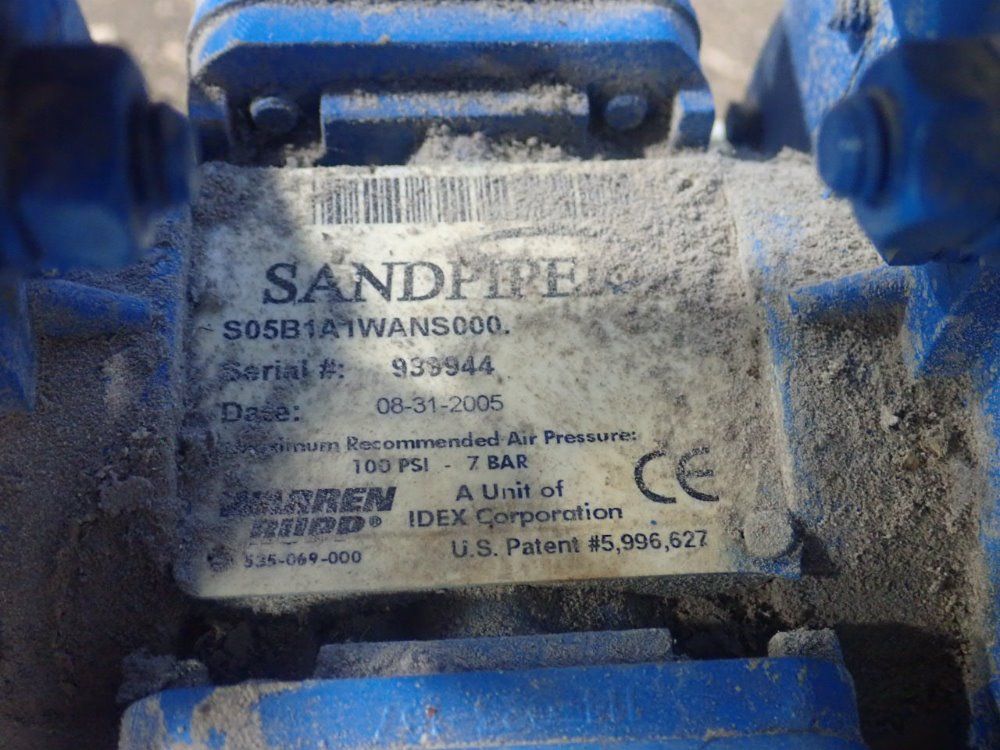 SANDPIPER
S05B1A1WANS000.
Serial #: 939944
Date: 08-31-2005
Maximum Recommended Air Pressure:
100 PSI - 7 BAR
WARREN
RUPP®
A Unit of
IDEX Corporation
CE
535-069-000
U.S. Patent #5,996,627